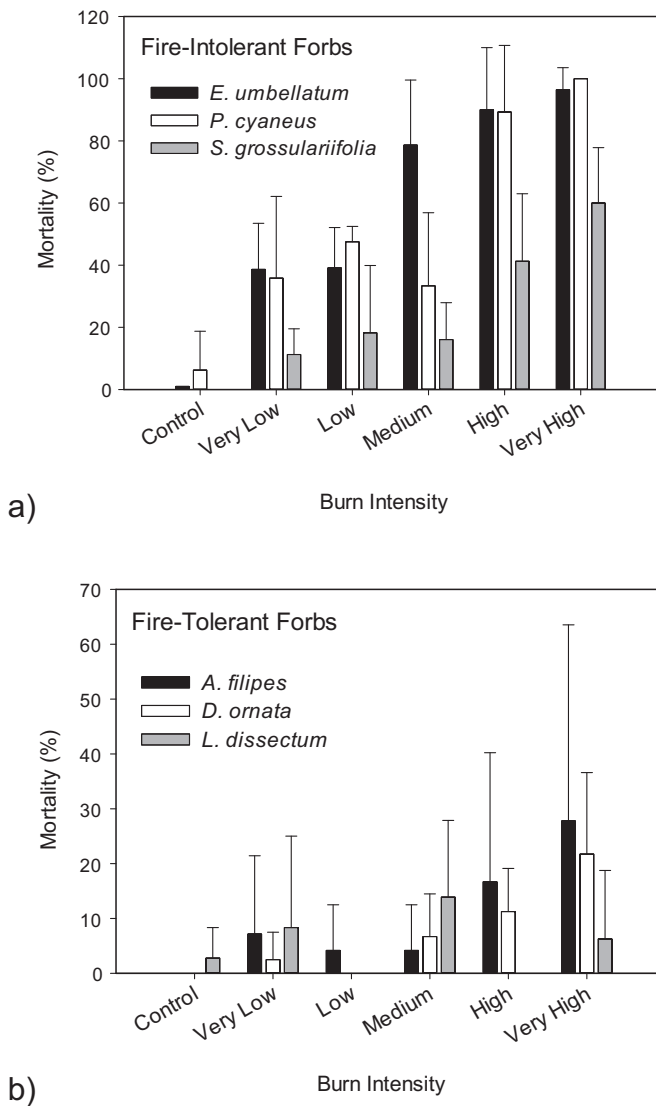 120
100
80
60
40
20
0
Mortality (%)
Fire-Intolerant Forbs
E. umbellatum
P. cyaneus
S. grossulariifolia
Control
Very Low
Low
Medium
High
Very High
Burn Intensity
a)
70
60
50
40
30
20
10
0
Mortality (%)
Fire-Tolerant Forbs
A. filipes
D. ornata
L. dissectum
Control
Very Low
Low
Medium
High
Very High
Burn Intensity
b)